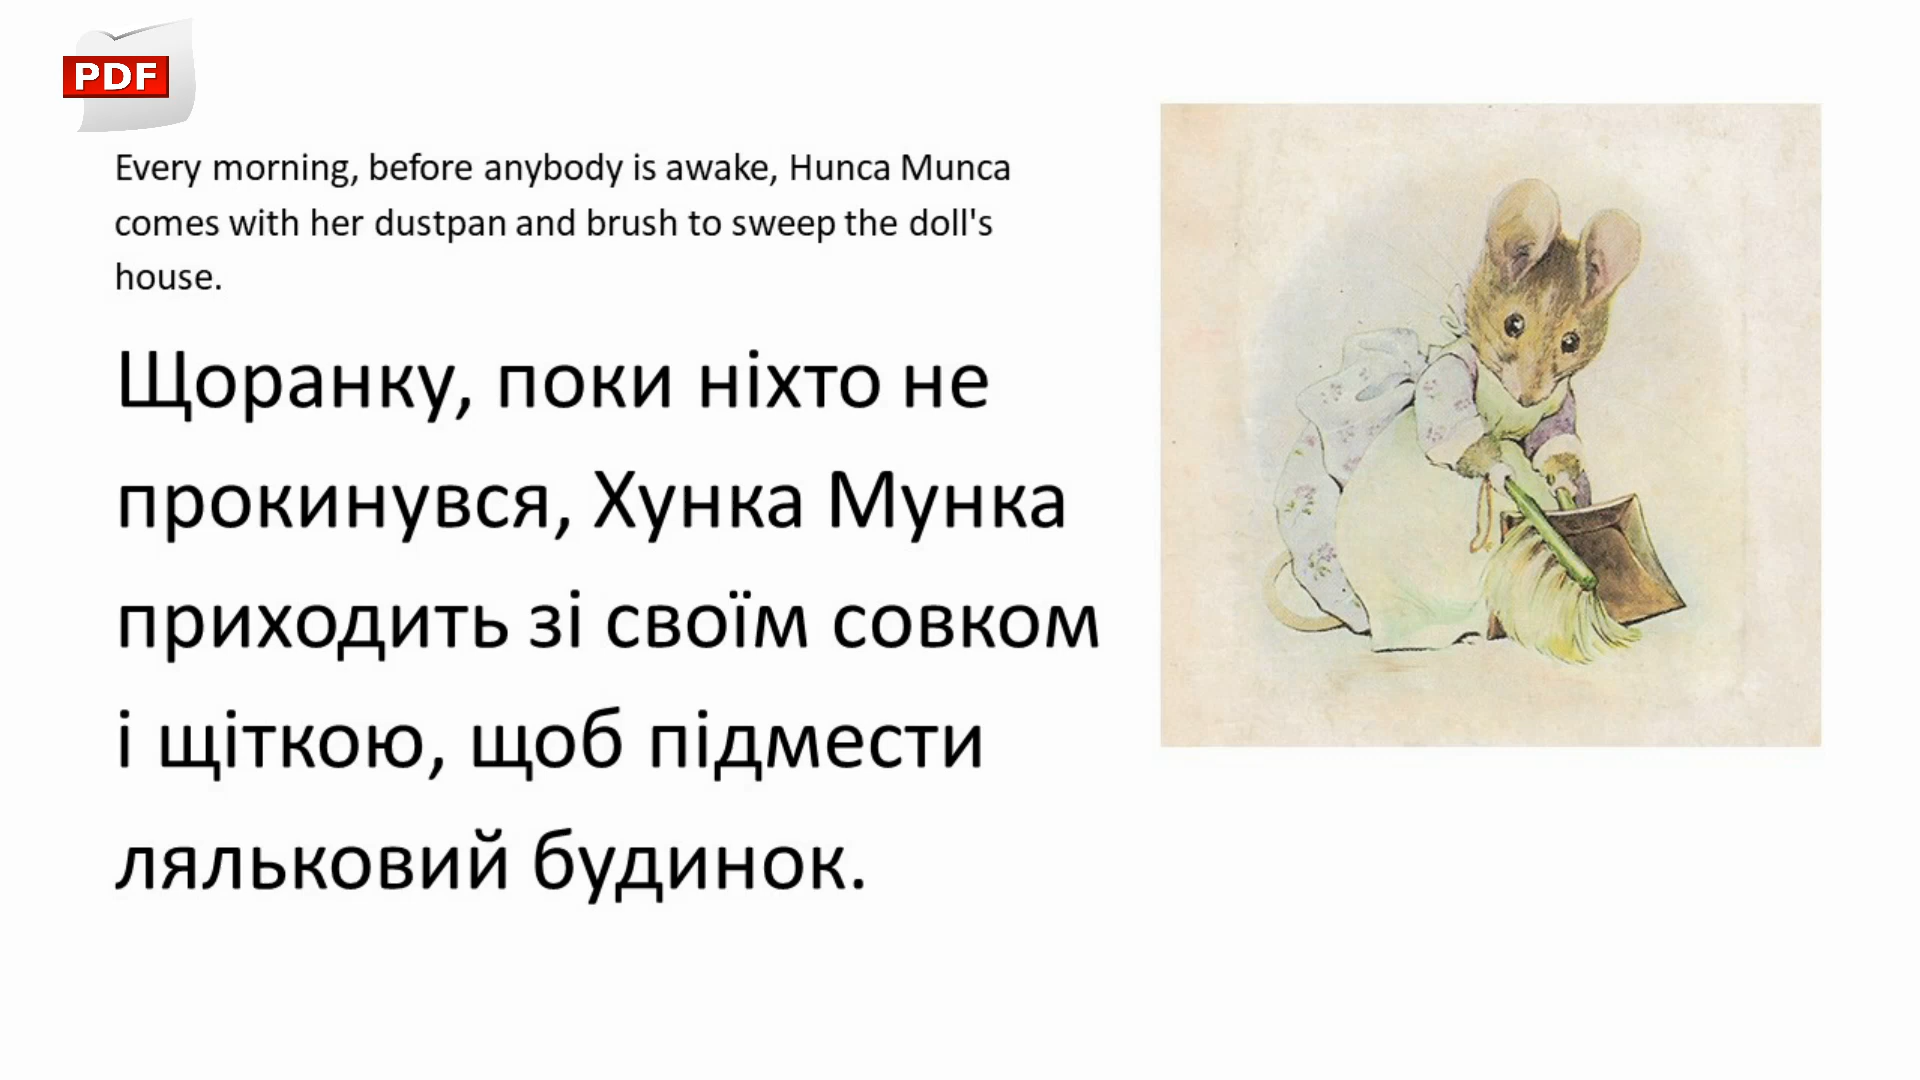 PDF
Every morning, before anybody is awake, Hunca Munca
comes with her dustpan and brush to sweep the doll's
house.
Щоранку, поки ніхто не
прокинувся, Хунка Мунка
приходить зі своїм совком
і щіткою, щоб підмести
ляльковий будинок.